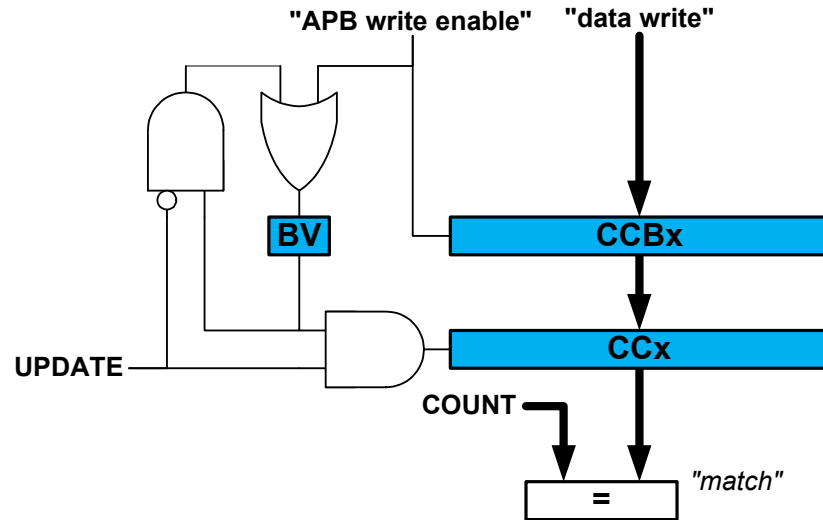 "APB write enable"
"data write"
BV
CCBx
CCx
UPDATE
COUNT
"match"
=